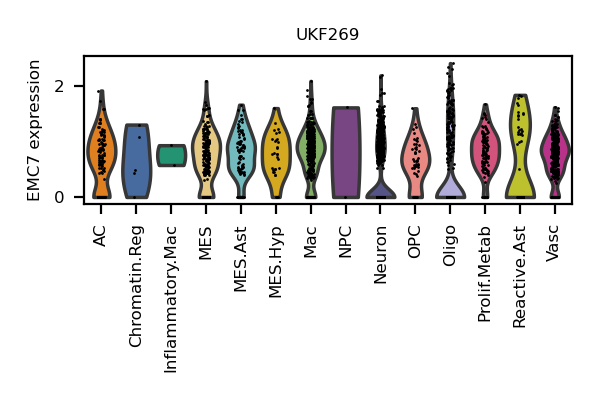 UKF269
EMC7 expression
2
0
AC
Chromatin.Reg
Inflammatory.Mac
MES
MES.Ast
MES.Hyp
Mac
NPC
Neuron
OPC
Oligo
Prolif.Metab
Reactive.Ast
Vasc